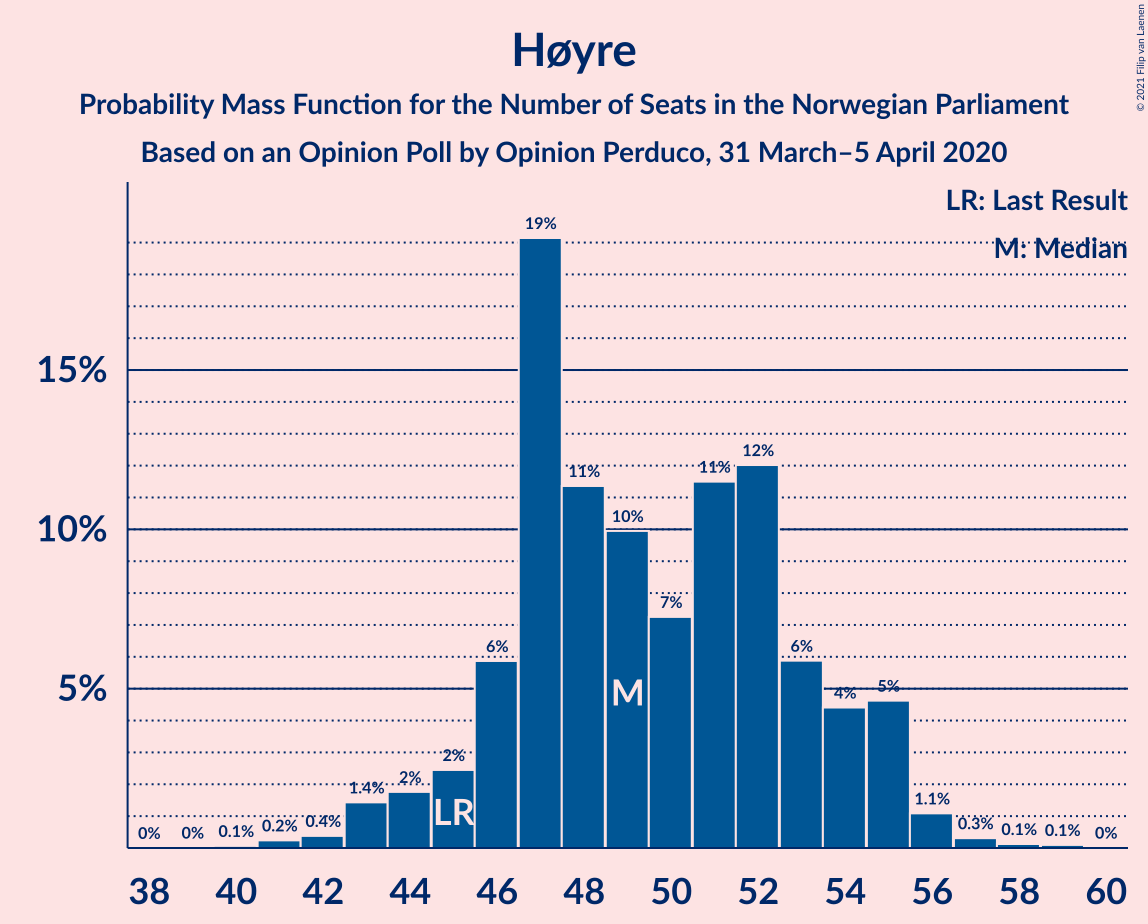 Høyre
Probability Mass Function for the Number of Seats in the Norwegian Parliament
Based on an Opinion Poll by Opinion Perduco, 31 March–5 April 2020
© 2021 Filip van Laenen
LR: Last Result
M: Median
15%
10%
5%
0% 0% 0.1% 0.2% 0.4% 1.4% 2% 2% 6% 19% 11% 10% 7% 11% 12% 6% 4% 5% 1.1% 0.3% 0.1% 0.1% 0%
LR M
38 40 42 44 46 48 50 52 54 56 58 60